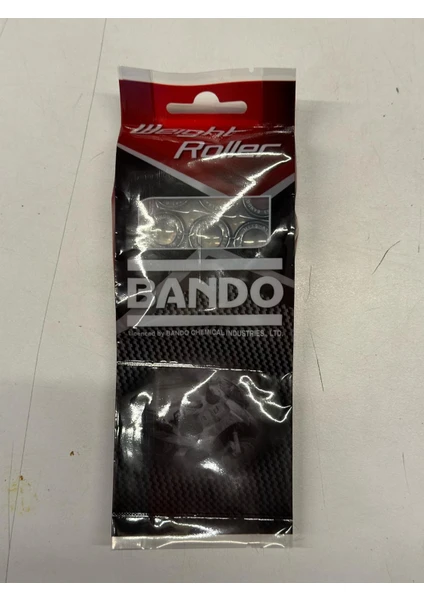 Weight
Roller
BANDO
Licensed by BANDO CHEMICAL INDUSTRIES., LTD.